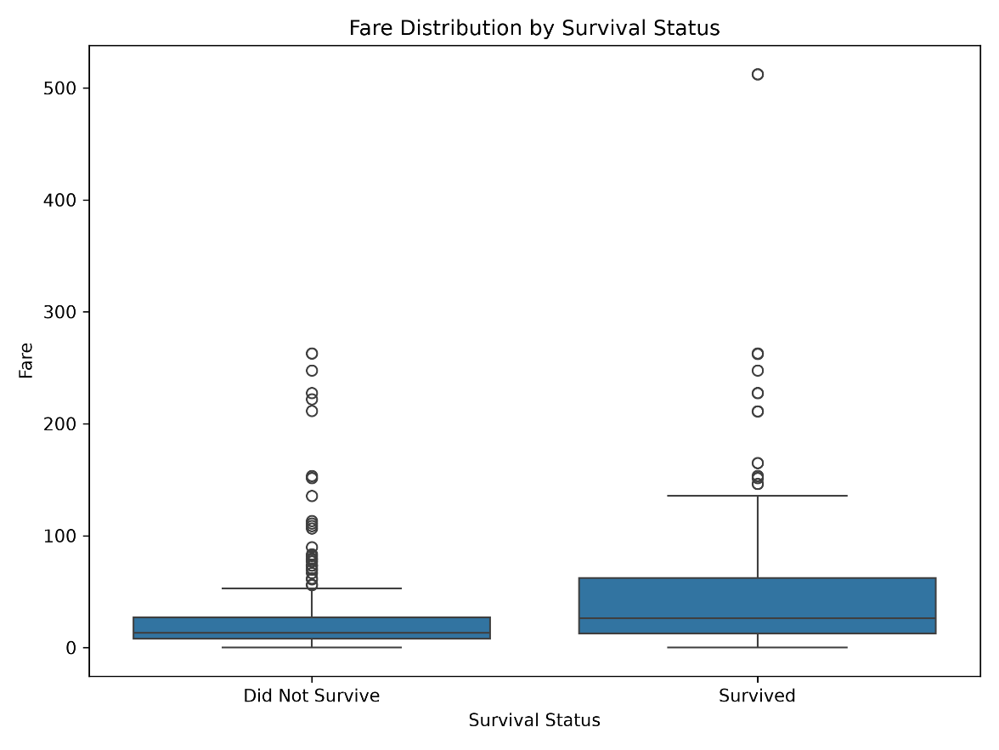 Fare Distribution by Survival Status
500
400
300
200
100
0
Fare
Did Not Survive
Survived
Survival Status